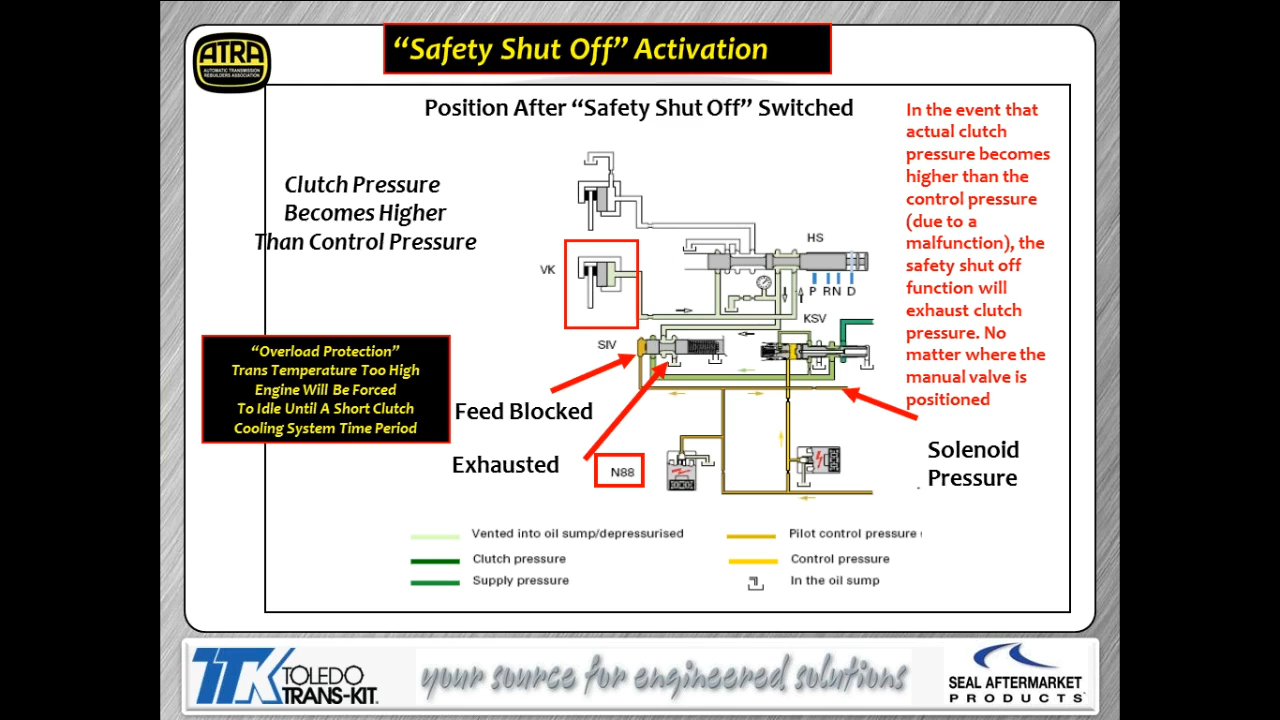 “Safety Shut Off” Activation
ATRA
AUTOMATIC TRANSMISSION
REBUILDERS ASSOCIATION
Position After “Safety Shut Off” Switched
In the event that
actual clutch
pressure becomes
higher than the
control pressure
(due to a
malfunction), the
safety shut off
function will
exhaust clutch
pressure. No
matter where the
manual valve is
positioned
Clutch Pressure
Becomes Higher
Than Control Pressure
HS
VK
P R N D
KSV
SIV
“Overload Protection”
Trans Temperature Too High
Engine Will Be Forced
To Idle Until A Short Clutch
Cooling System Time Period
Feed Blocked
Exhausted
N88
Solenoid
Pressure
Vented into oil sump/depressurised
Clutch pressure
Supply pressure
Pilot control pressure
Control pressure
In the oil sump
TTK TOLEDO
TRANS-KIT.
your source for engineered solutions
SEAL AFTERMARKET
PRODUCTS